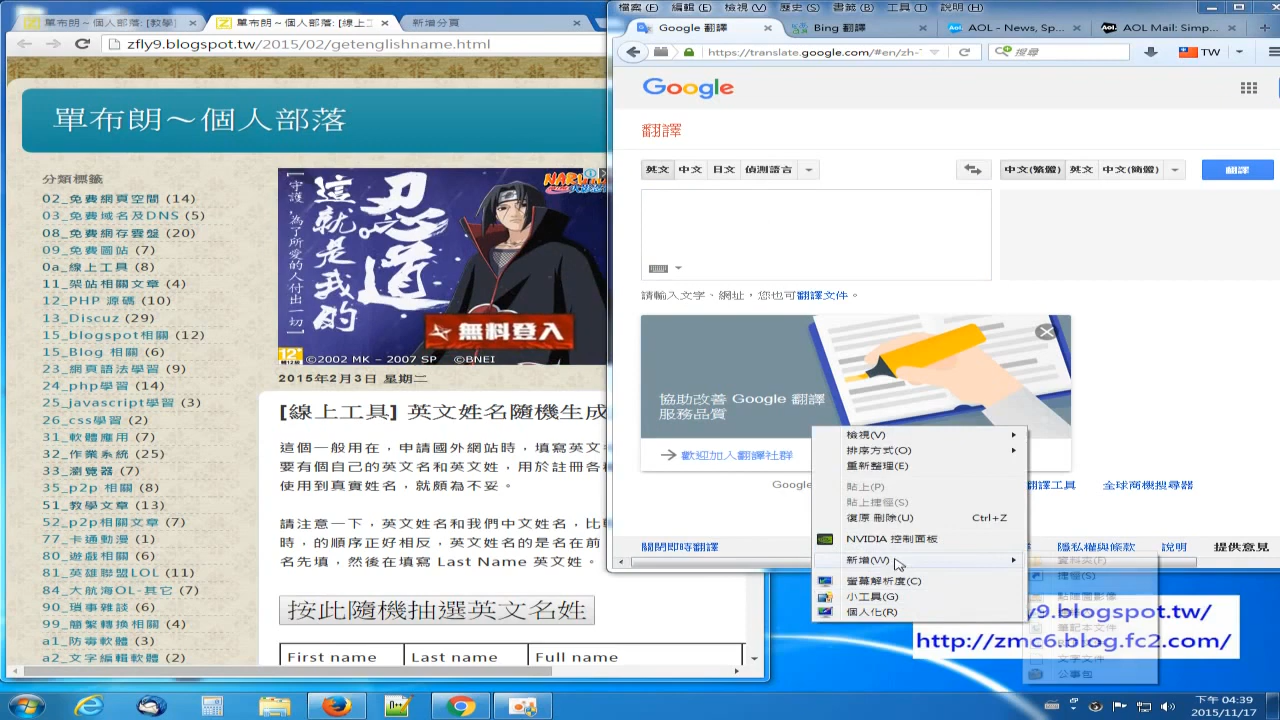 單布朗～個人部落: [教學]
單布朗～個人部落: [線上工
新增分頁
zfly9.blogspot.tw/2015/02/getenglishname.html
單布朗～個人部落
分類標籤
02_免費網頁空間 (14)
03_免費域名及DNS (5)
08_免費網存雲盤 (20)
09_免費圖站 (7)
0a_線上工具 (8)
11_架站相關文章 (4)
12_PHP 源碼 (10)
13_Discuz (29)
15_blogspot相關 (12)
15_Blog 相關 (6)
23_網頁語法學習 (9)
24_php學習 (14)
25_javascript學習 (3)
26_css學習 (2)
31_軟體應用 (7)
32_作業系統 (25)
33_瀏覽器 (7)
35_p2p 相關 (8)
51_教學文章 (13)
52_p2p相關文章 (7)
77_卡通動漫 (1)
80_遊戲相關 (6)
81_英雄聯盟LOL (11)
84_大航海OL-其它 (7)
90_瑣事雜談 (6)
99_簡繁轉換相關 (4)
a1_防毒軟體 (3)
a2_文字編輯軟體 (2)
守護,為了所愛的人付出一切
這就是我的
忍道
NARUTO
無料登入
12+
©2002 MK - 2007 SP ©BNEI
2015年2月3日 星期二
[線上工具] 英文姓名隨機生成
這個一般用在，申請國外網站時，填寫英文
要有個自己的英文名和英文姓，用於註冊各種
使用到真實姓名，就頗為不妥。
請注意一下，英文姓名和我們中文姓名，比較
時，的順序正好相反，英文姓名的是名在前
名先填，然後在填寫 Last Name 英文姓。
按此隨機抽選英文名姓
First name
Last name
Full name
檔案(F) 編輯(E) 檢視(V) 歷史(S) 書籤(B) 工具(T) 說明(H)
Google 翻譯
Bing 翻譯
AOL - News, Sp...
AOL Mail: Simp...
https://translate.google.com/#en/zh-
搜尋
TW
Google
翻譯
英文 中文 日文 偵測語言
中文(繁體) 英文 中文(簡體)
翻譯
請輸入文字、網址，您也可翻譯文件。
協助改善 Google 翻譯
服務品質
歡迎加入翻譯社群
Google
翻譯工具
全球商機搜尋器
關閉即時翻譯
隱私權與條款
說明
提供意見
檢視(V)
排序方式(O)
重新整理(E)
貼上(P)
貼上捷徑(S)
復原 刪除(U) Ctrl+Z
NVIDIA 控制面板
新增(W)
螢幕解析度(C)
小工具(G)
個人化(R)
資料夾(F)
捷徑(S)
點陣圖影像
筆記本文件
文字文件
公事包
ly9.blogspot.tw/
http://zmc6.blog.fc2.com/
下午 04:39
2015/11/17